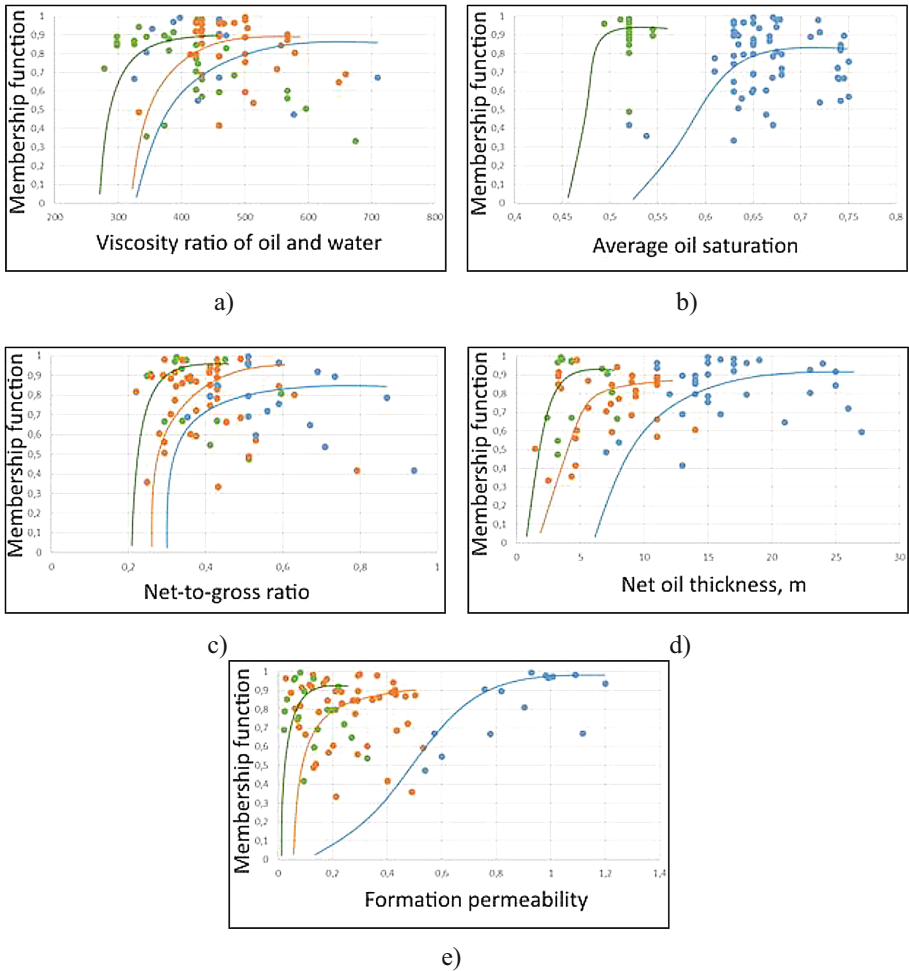 Membership function
1
0,9
0,8
0,7
0,6
0,5
0,4
0,3
0,2
0,1
0
200 300 400 500 600 700 800
Viscosity ratio of oil and water
a)
Membership function
1
0,9
0,8
0,7
0,6
0,5
0,4
0,3
0,2
0,1
0
0,4 0,5 0,55 0,6 0,65 0,7 0,75 0,8
Average oil saturation
b)
Membership function
1
0,9
0,8
0,7
0,6
0,5
0,4
0,3
0,2
0,1
0
0 0,2 0,4 0,6 0,8 1
Net-to-gross ratio
c)
Membership function
1
0,9
0,8
0,7
0,6
0,5
0,4
0,3
0,2
0,1
0
0 5 10 15 20 25 30
Net oil thickness, m
d)
Membership function
1
0,9
0,8
0,7
0,6
0,5
0,4
0,3
0,2
0,1
0
0 0,2 0,4 0,6 0,8 1 1,2 1,4
Formation permeability
e)